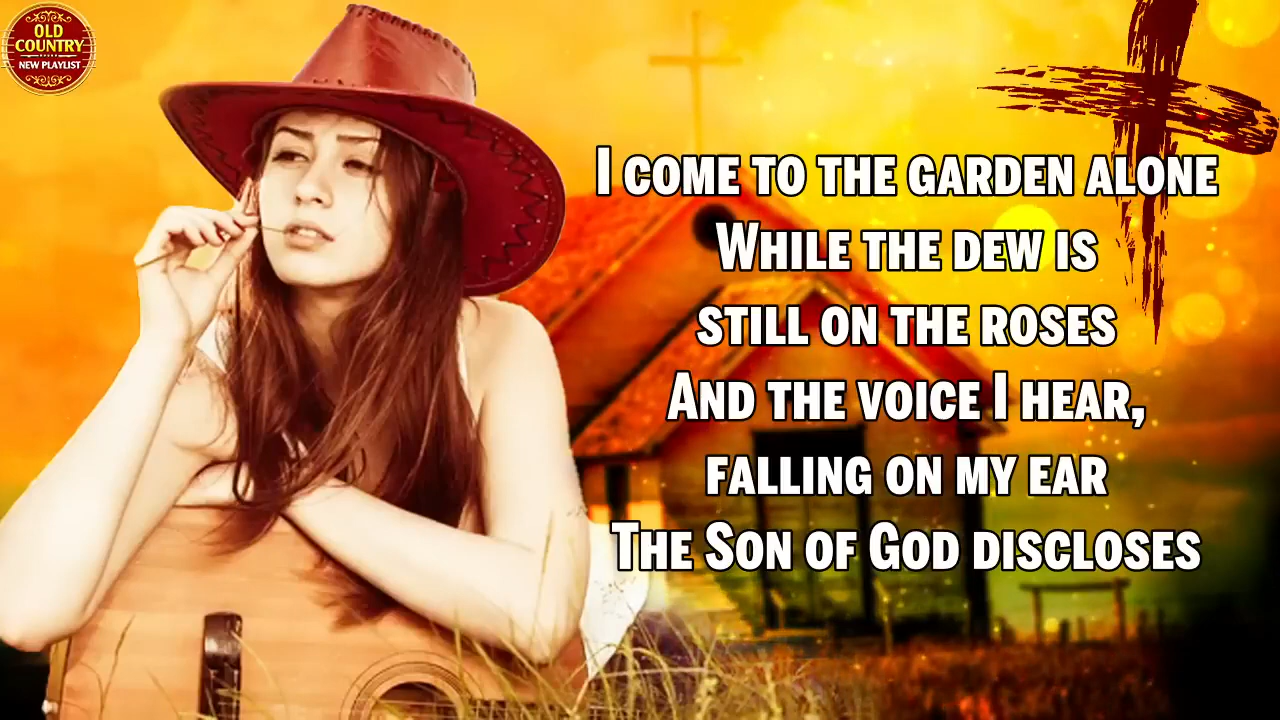 OLD
COUNTRY
NEW PLAYLIST
I COME TO THE GARDEN ALONE
WHILE THE DEW IS
STILL ON THE ROSES
AND THE VOICE I HEAR,
FALLING ON MY EAR
THE SON OF GOD DISCLOSES